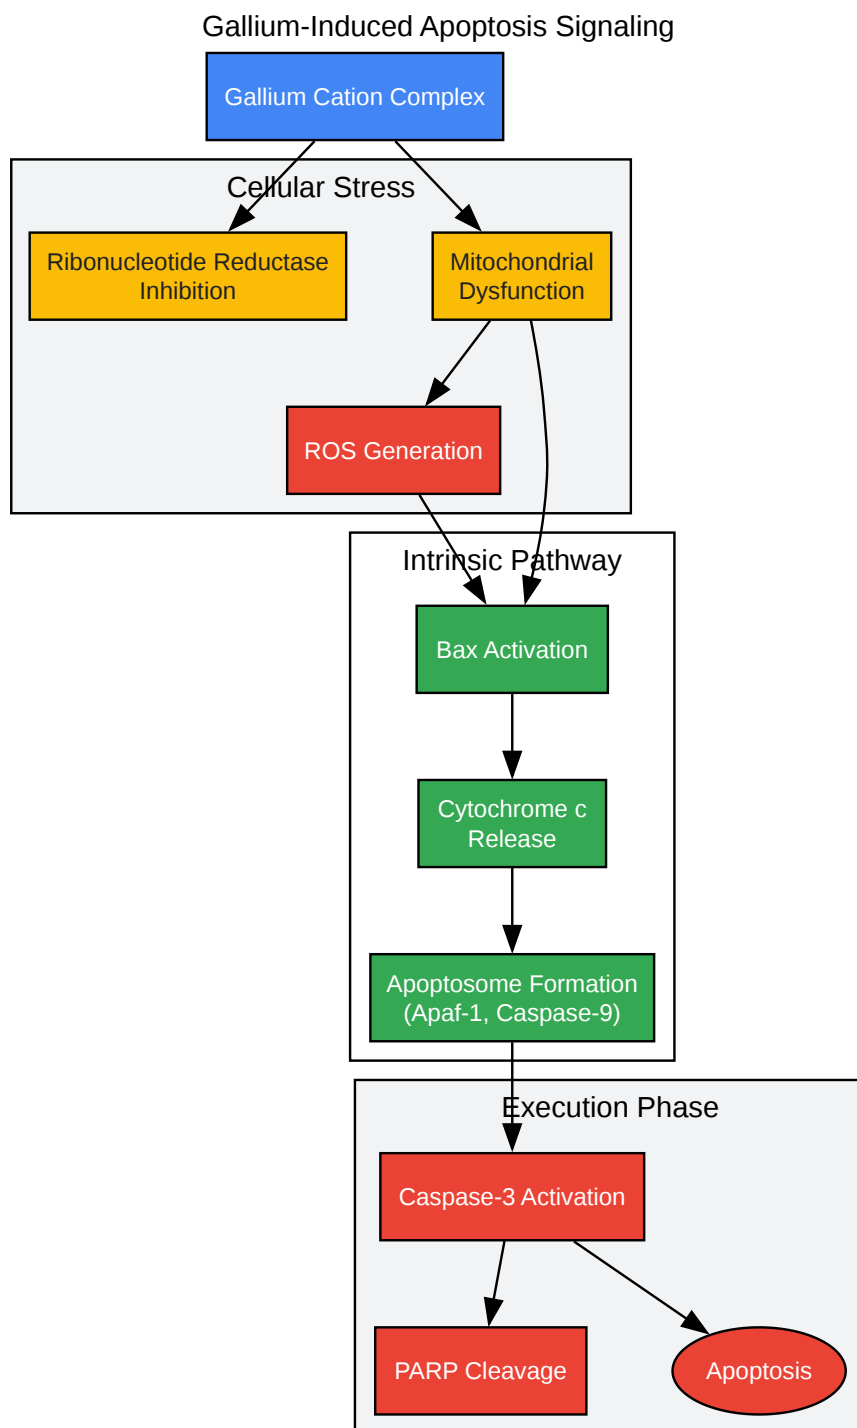 Gallium-Induced Apoptosis Signaling
Gallium Cation Complex
Cellular Stress
Ribonucleotide Reductase
Inhibition
Mitochondrial
Dysfunction
ROS Generation
Intrinsic Pathway
Bax Activation
Cytochrome c
Release
Apoptosome Formation
(Apaf-1, Caspase-9)
Execution Phase
Caspase-3 Activation
PARP Cleavage
Apoptosis